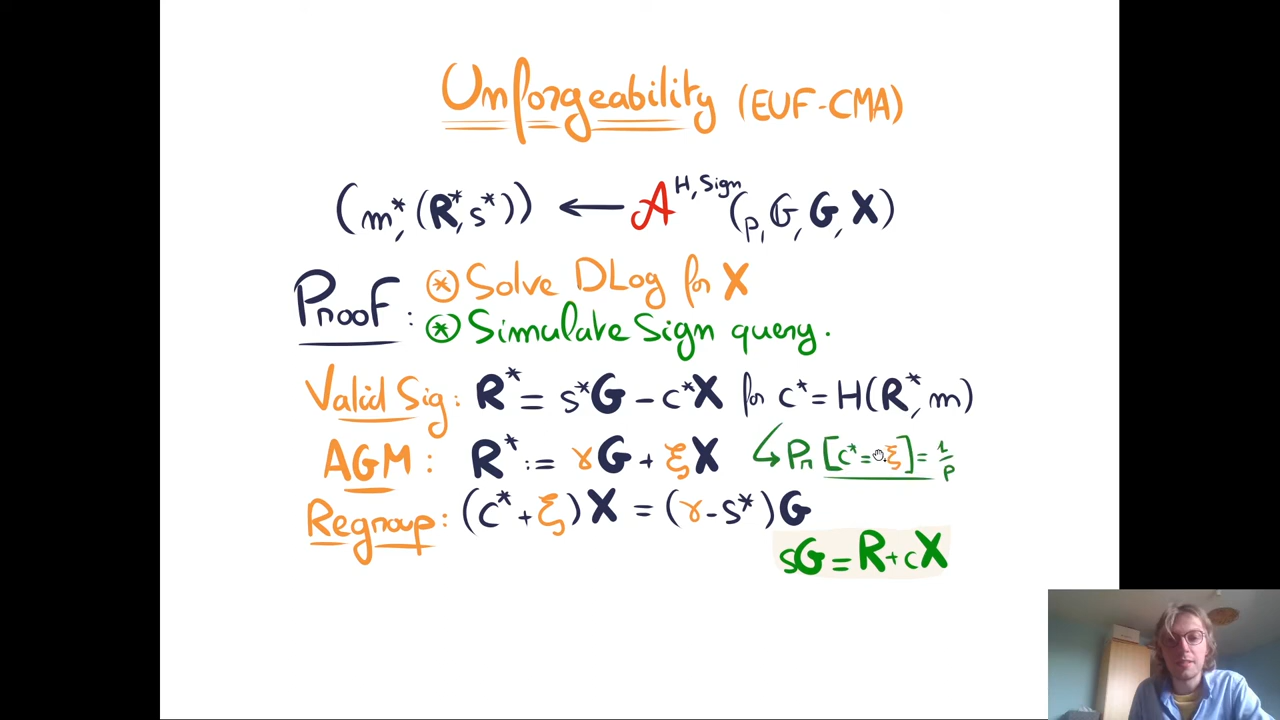 Unforgeability (EUF-CMA)
(m*, (R*, s*)) ← A^H, Sign (p, G, G, X)
Proof : * Solve DLog for X
* Simulate Sign query.
Valid Sig : R* = s*G - c*X for c* = H(R*, m)
AGM : R* := γG + ξX ↳ Pr [c* = -ξ] = 1/p
Regroup : (c* + ξ)X = (γ - s*)G
sG = R + cX